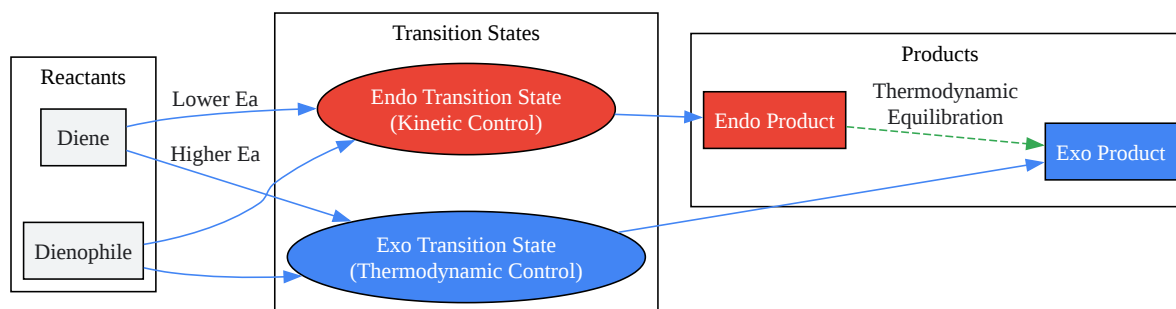 Reactants
Diene
Dienophile
Lower Ea
Higher Ea
Transition States
Endo Transition State
(Kinetic Control)
Exo Transition State
(Thermodynamic Control)
Products
Endo Product
Thermodynamic
Equilibration
Exo Product